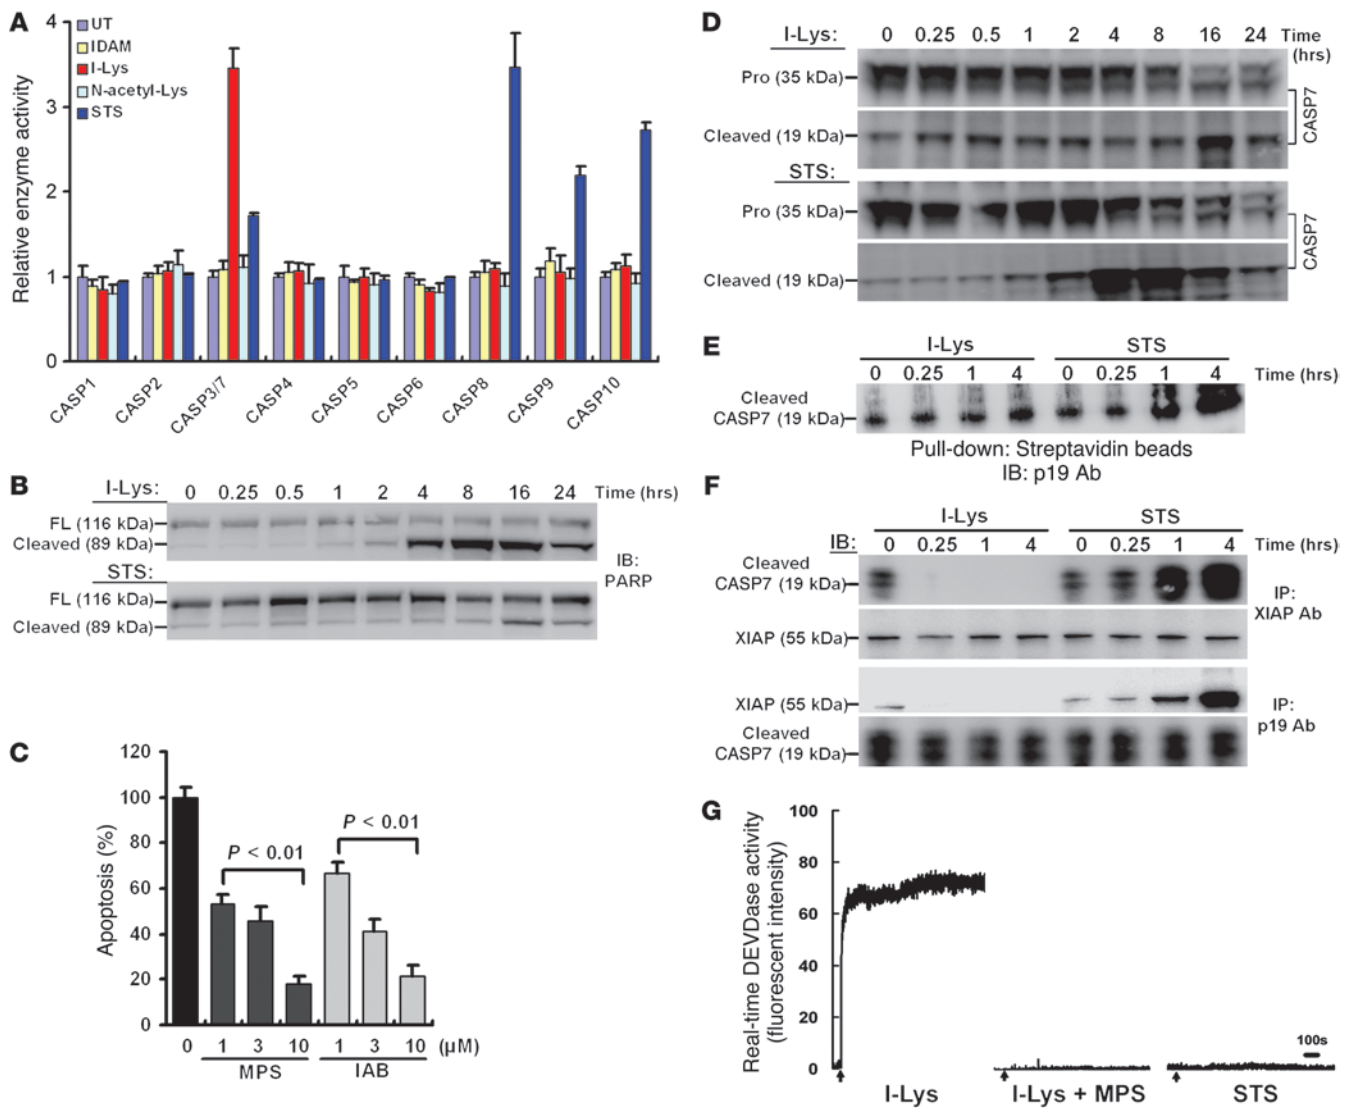 A
4
3
2
1
0
Relative enzyme activity
UT
IDAM
I-Lys
N-acetyl-Lys
STS
CASP1
CASP2
CASP3/7
CASP4
CASP5
CASP6
CASP8
CASP9
CASP10
B
I-Lys: 0 0.25 0.5 1 2 4 8 16 24 Time (hrs)
FL (116 kDa)
Cleaved (89 kDa)
STS:
FL (116 kDa)
Cleaved (89 kDa)
IB:
PARP
C
Apoptosis (%)
120
100
80
60
40
20
0
P < 0.01
P < 0.01
0 1 3 10 1 3 10 (µM)
MPS IAB
D
I-Lys: 0 0.25 0.5 1 2 4 8 16 24 Time
(hrs)
Pro (35 kDa)
Cleaved (19 kDa)
CASP7
STS:
Pro (35 kDa)
Cleaved (19 kDa)
CASP7
E
I-Lys STS
0 0.25 1 4 0 0.25 1 4 Time (hrs)
Cleaved
CASP7 (19 kDa)
Pull-down: Streptavidin beads
IB: p19 Ab
F
I-Lys STS
IB: 0 0.25 1 4 0 0.25 1 4 Time (hrs)
Cleaved
CASP7 (19 kDa)
XIAP (55 kDa)
IP:
XIAP Ab
XIAP (55 kDa)
Cleaved
CASP7 (19 kDa)
IP:
p19 Ab
G
Real-time DEVDase activity
(fluorescent intensity)
100
80
60
40
20
0
100s
I-Lys I-Lys + MPS STS